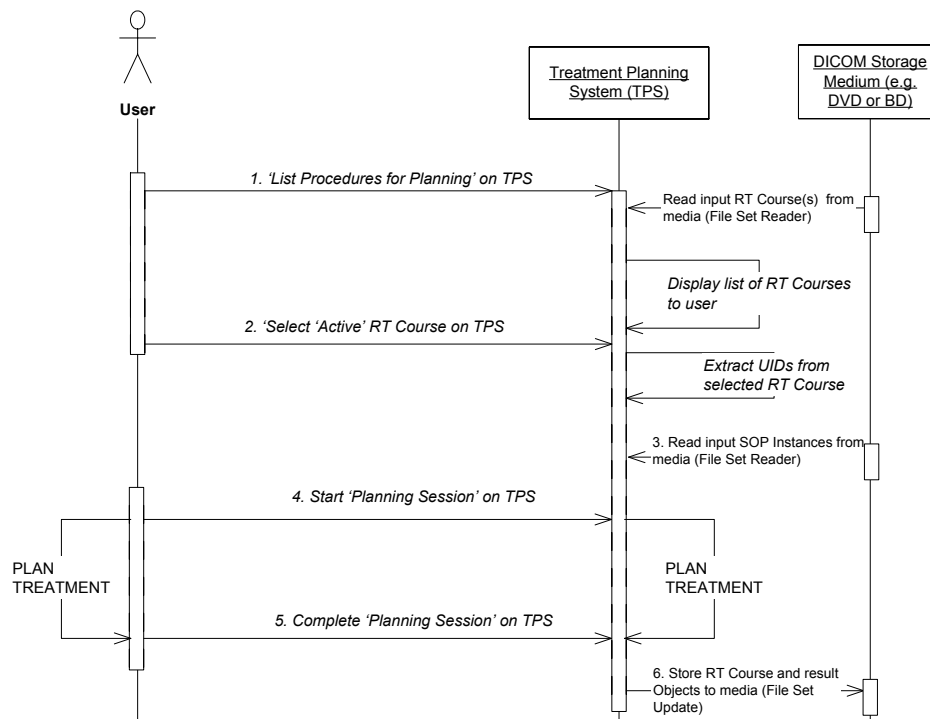 User
Treatment Planning
System (TPS)
DICOM Storage
Medium (e.g.
DVD or BD)
1. ‘List Procedures for Planning’ on TPS
Read input RT Course(s) from
media (File Set Reader)
Display list of RT Courses
to user
2. ‘Select ‘Active’ RT Course on TPS
Extract UIDs from
selected RT Course
3. Read input SOP Instances from
media (File Set Reader)
4. Start ‘Planning Session’ on TPS
PLAN
TREATMENT
PLAN
TREATMENT
5. Complete ‘Planning Session’ on TPS
6. Store RT Course and result
Objects to media (File Set
Update)